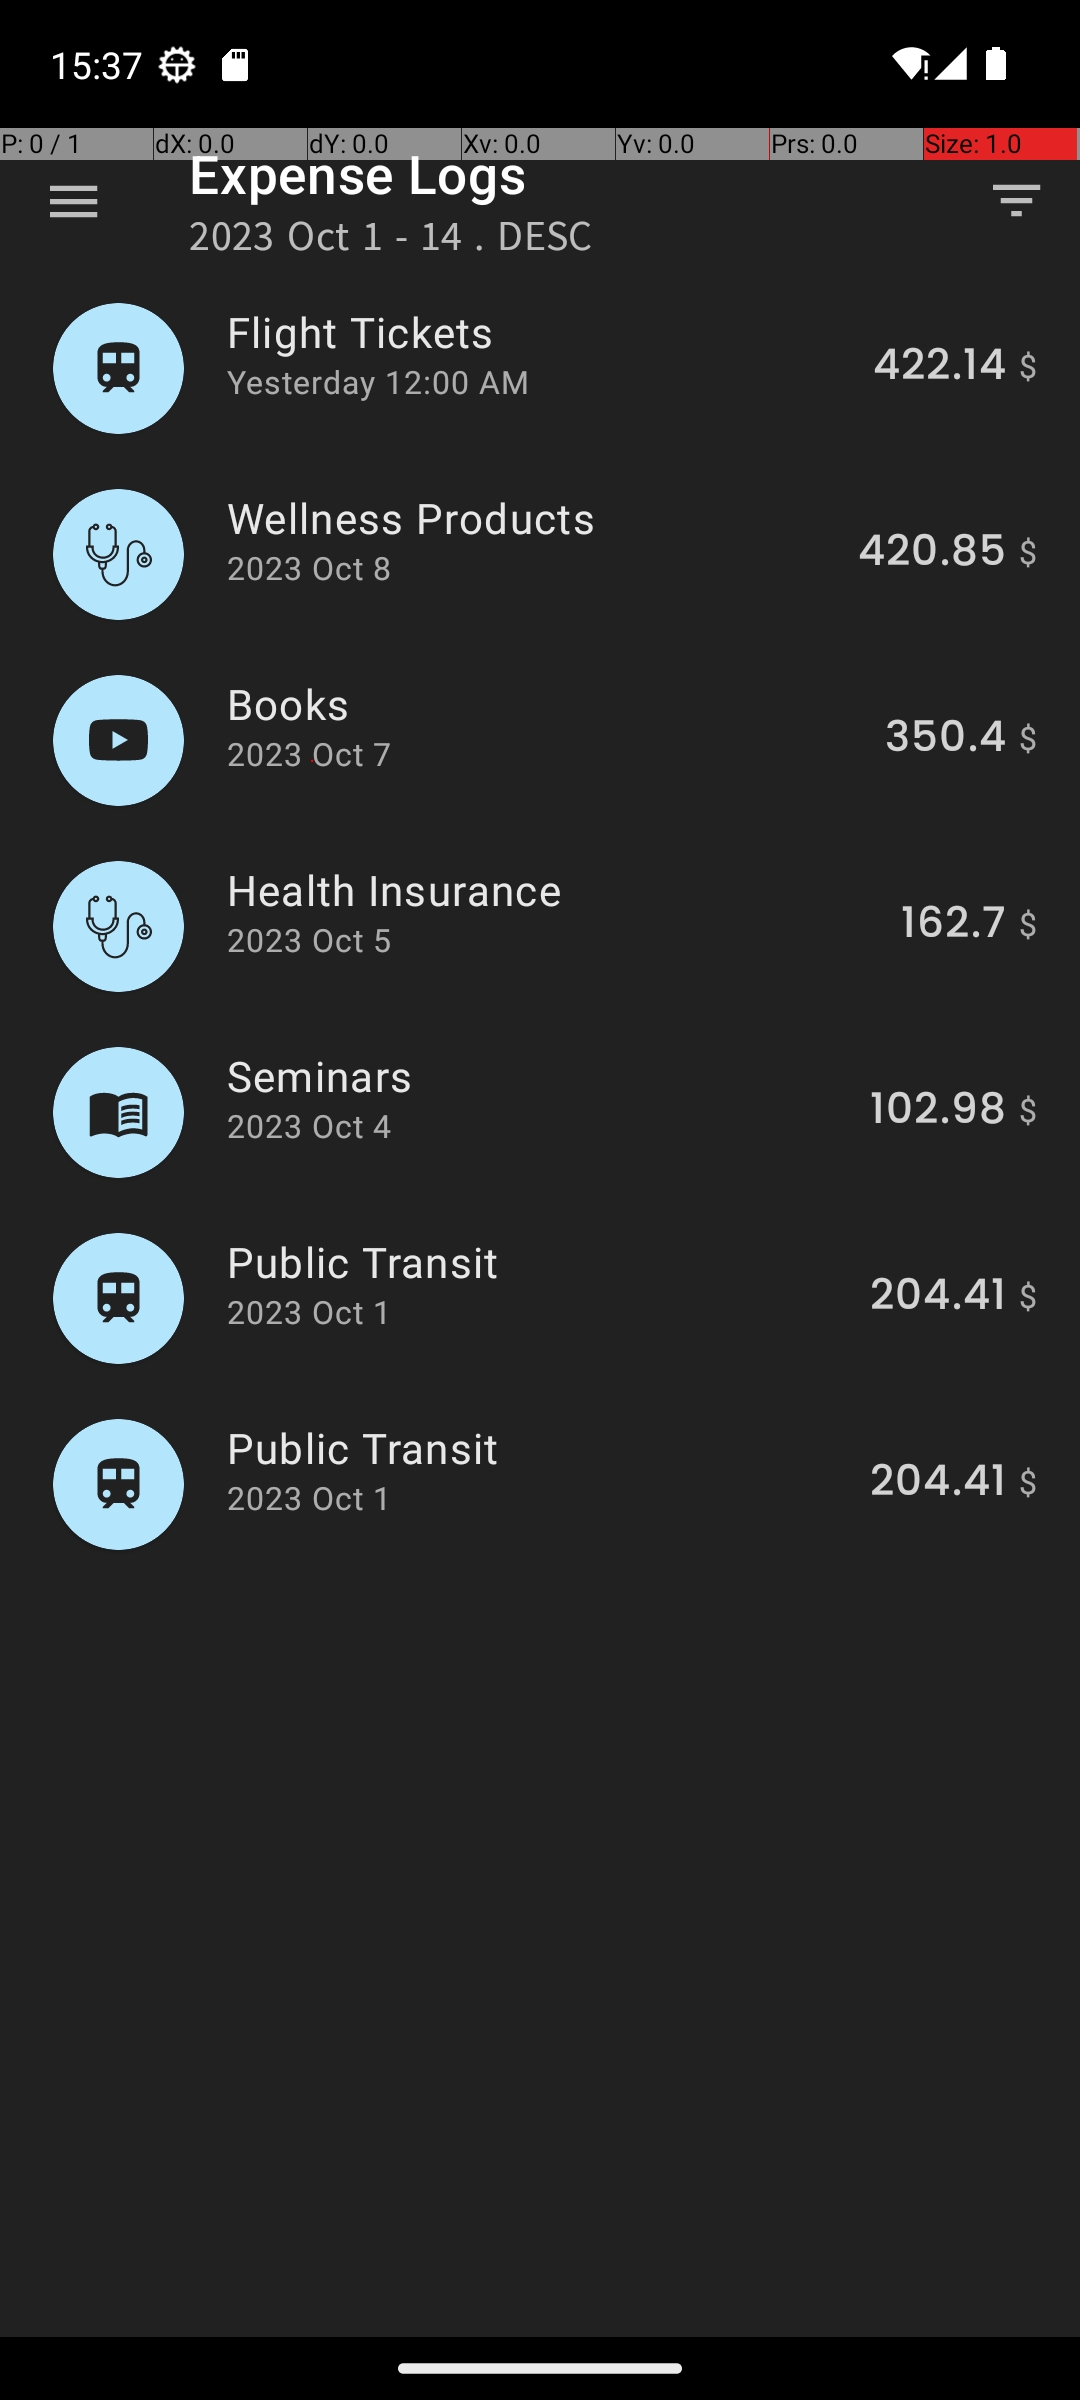 15:37
P: 0 / 1 dX: 0.0 dY: 0.0 Xv: 0.0 Yv: 0.0 Prs: 0.0 Size: 1.0
Expense Logs
2023 Oct 1 - 14 . DESC
Flight Tickets
Yesterday 12:00 AM
422.14 $
Wellness Products
2023 Oct 8
420.85 $
Books
2023 Oct 7
350.4 $
Health Insurance
2023 Oct 5
162.7 $
Seminars
2023 Oct 4
102.98 $
Public Transit
2023 Oct 1
204.41 $
Public Transit
2023 Oct 1
204.41 $